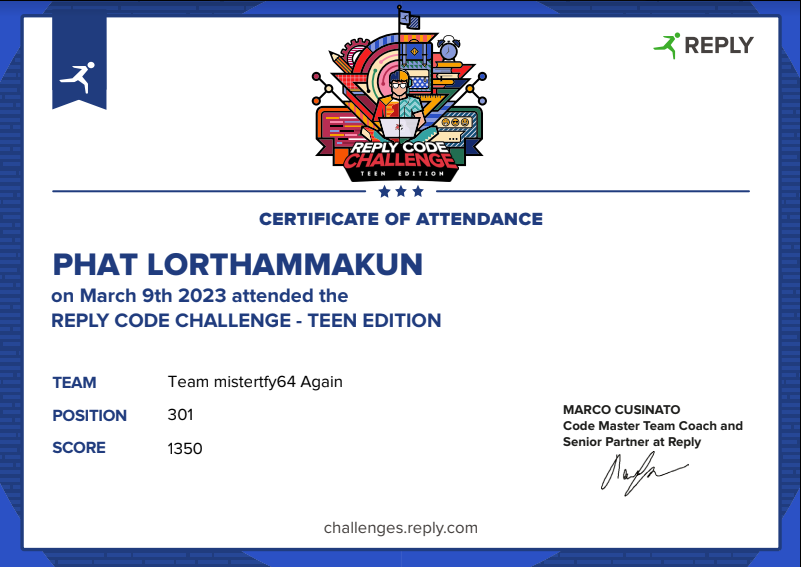 REPLY
REPLY CODE
CHALLENGE
TEEN EDITION
CERTIFICATE OF ATTENDANCE
PHAT LORTHAMMAKUN
on March 9th 2023 attended the
REPLY CODE CHALLENGE - TEEN EDITION
TEAM Team mistertfy64 Again
POSITION 301
SCORE 1350
MARCO CUSINATO
Code Master Team Coach and
Senior Partner at Reply
challenges.reply.com